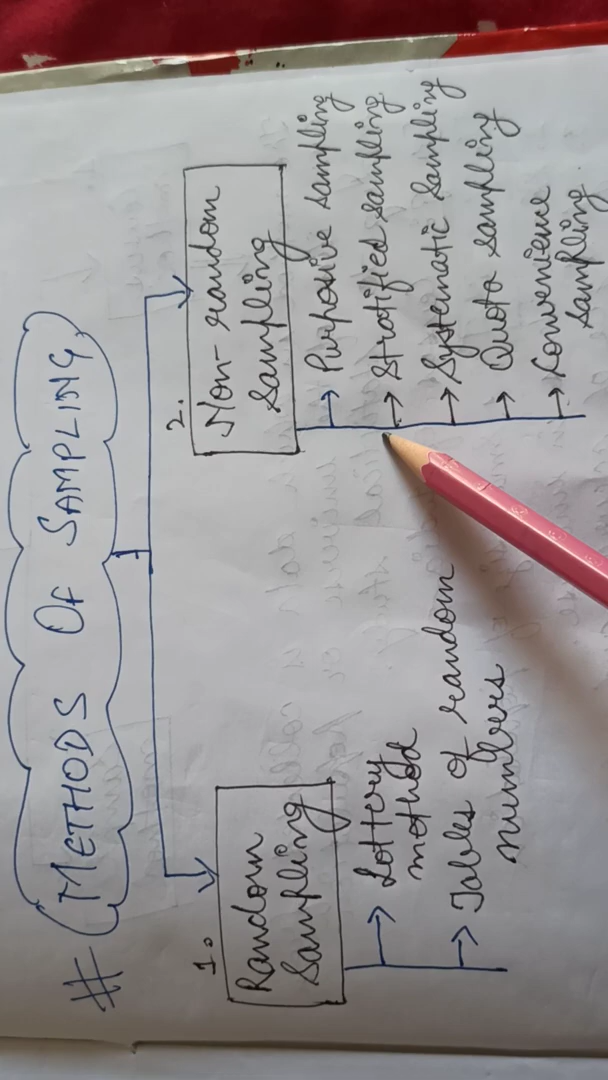 # METHODS OF SAMPLING
1.
Random
Sampling
→ Lottery
method
→ Tables of random
numbers
2.
Non-random
Sampling
→ Purposive sampling
→ Stratified sampling
→ Systematic sampling
→ Quota sampling
→ Convenience
sampling